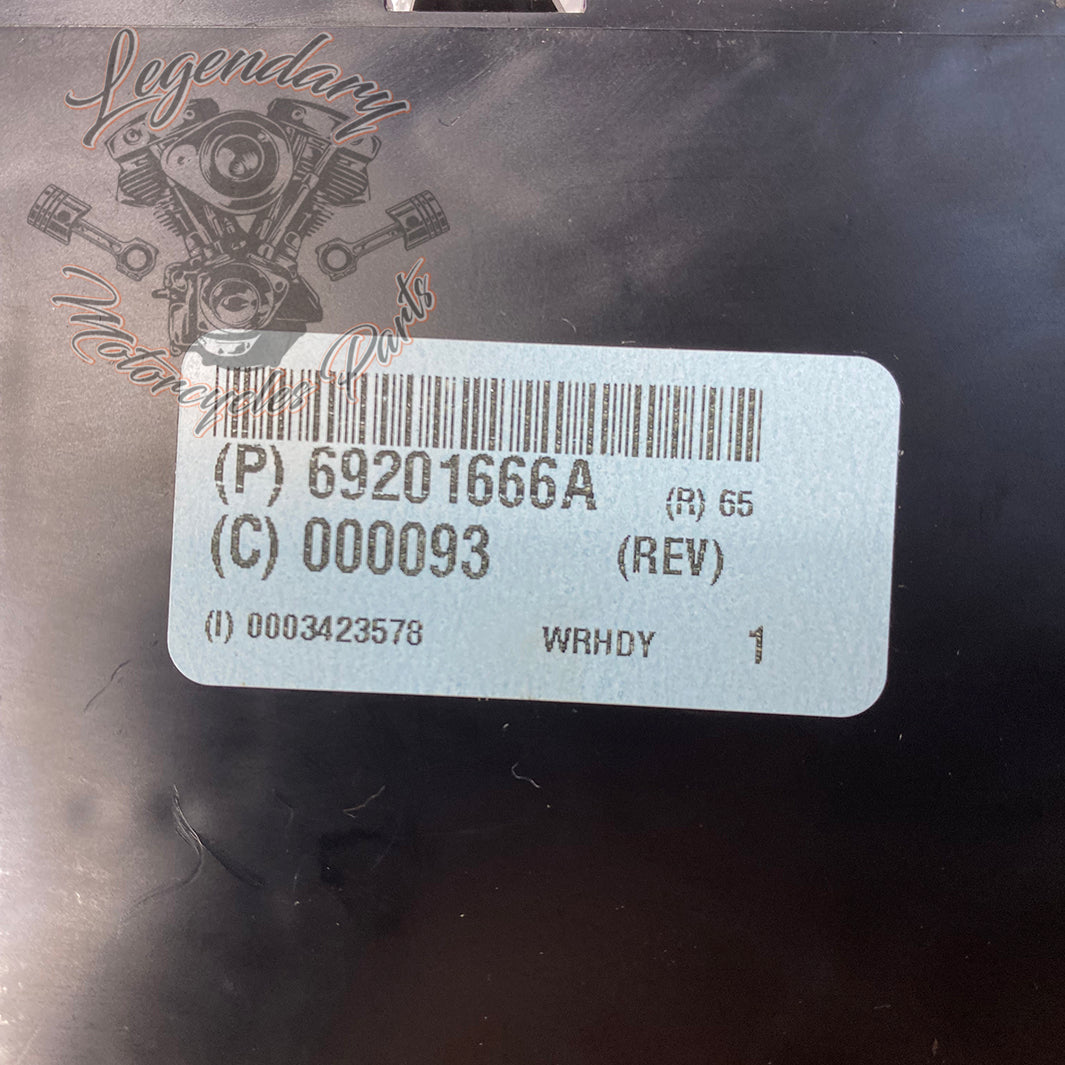 Legendary
Motorcycles Parts
(P) 69201666A (R) 65
(C) 000093 (REV)
(I) 0003423578 WRHDY 1